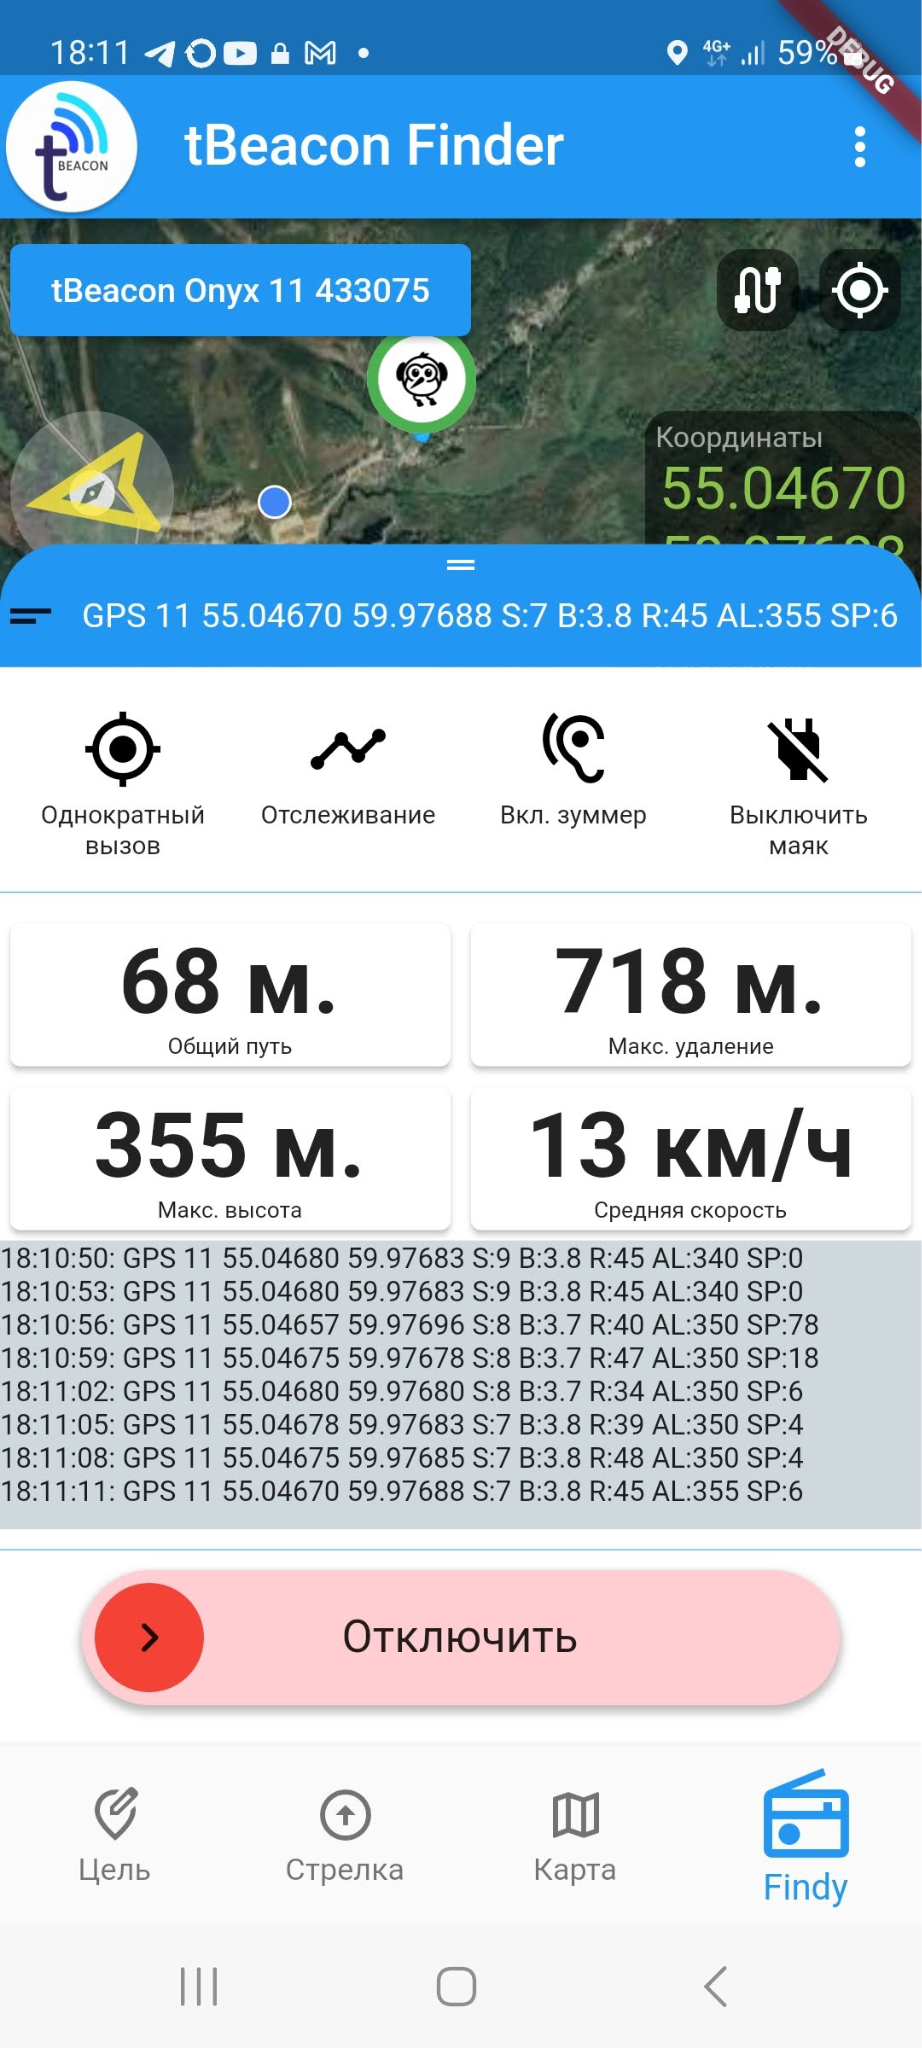 18:11
4G+
59%
DEBUG
t BEACON
tBeacon Finder
tBeacon Onyx 11 433075
Координаты
55.04670
GPS 11 55.04670 59.97688 S:7 B:3.8 R:45 AL:355 SP:6
Однократный
вызов
Отслеживание
Вкл. зуммер
Выключить
маяк
68 м.
Общий путь
718 м.
Макс. удаление
355 м.
Макс. высота
13 км/ч
Средняя скорость
18:10:50: GPS 11 55.04680 59.97683 S:9 B:3.8 R:45 AL:340 SP:0
18:10:53: GPS 11 55.04680 59.97683 S:9 B:3.8 R:45 AL:340 SP:0
18:10:56: GPS 11 55.04657 59.97696 S:8 B:3.7 R:40 AL:350 SP:78
18:10:59: GPS 11 55.04675 59.97678 S:8 B:3.7 R:47 AL:350 SP:18
18:11:02: GPS 11 55.04680 59.97680 S:8 B:3.7 R:34 AL:350 SP:6
18:11:05: GPS 11 55.04678 59.97683 S:7 B:3.8 R:39 AL:350 SP:4
18:11:08: GPS 11 55.04675 59.97685 S:7 B:3.8 R:48 AL:350 SP:4
18:11:11: GPS 11 55.04670 59.97688 S:7 B:3.8 R:45 AL:355 SP:6
Отключить
Цель
Стрелка
Карта
Findy